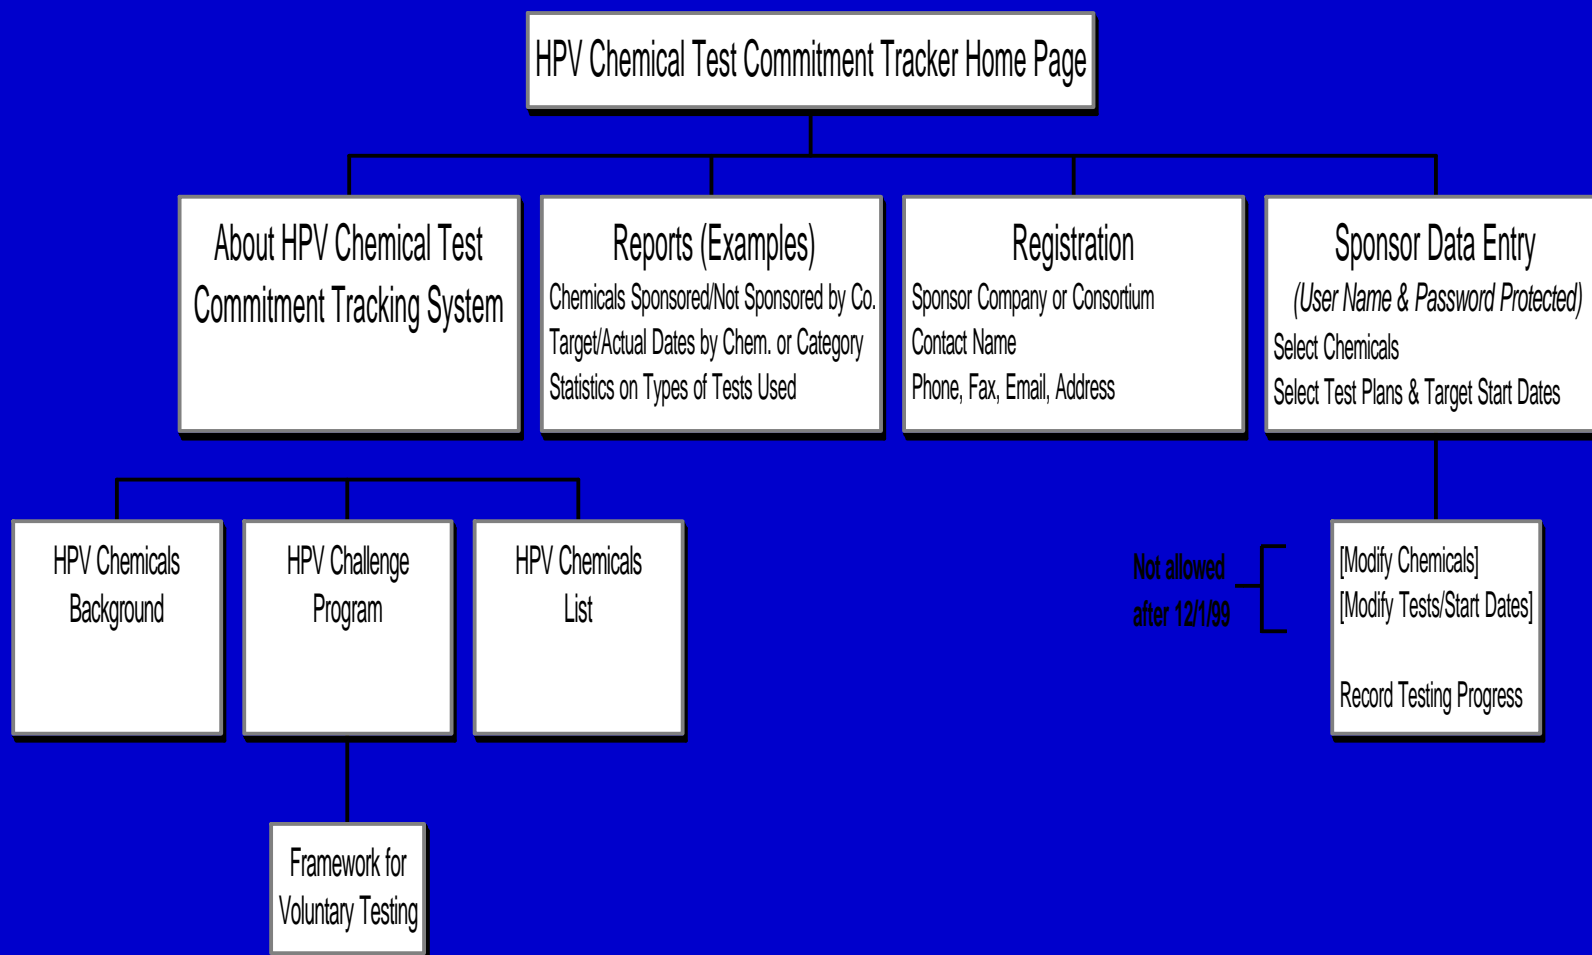 HPV Chemical Test Commitment Tracker Home Page
About HPV Chemical Test
Commitment Tracking System
Reports (Examples)
Chemicals Sponsored/Not Sponsored by Co.
Target/Actual Dates by Chem. or Category
Statistics on Types of Tests Used
Registration
Sponsor Company or Consortium
Contact Name
Phone, Fax, Email, Address
Sponsor Data Entry
(User Name & Password Protected)
Select Chemicals
Select Test Plans & Target Start Dates
HPV Chemicals
Background
HPV Challenge
Program
HPV Chemicals
List
Not allowed
after 12/1/99
[Modify Chemicals]
[Modify Tests/Start Dates]
Record Testing Progress
Framework for
Voluntary Testing